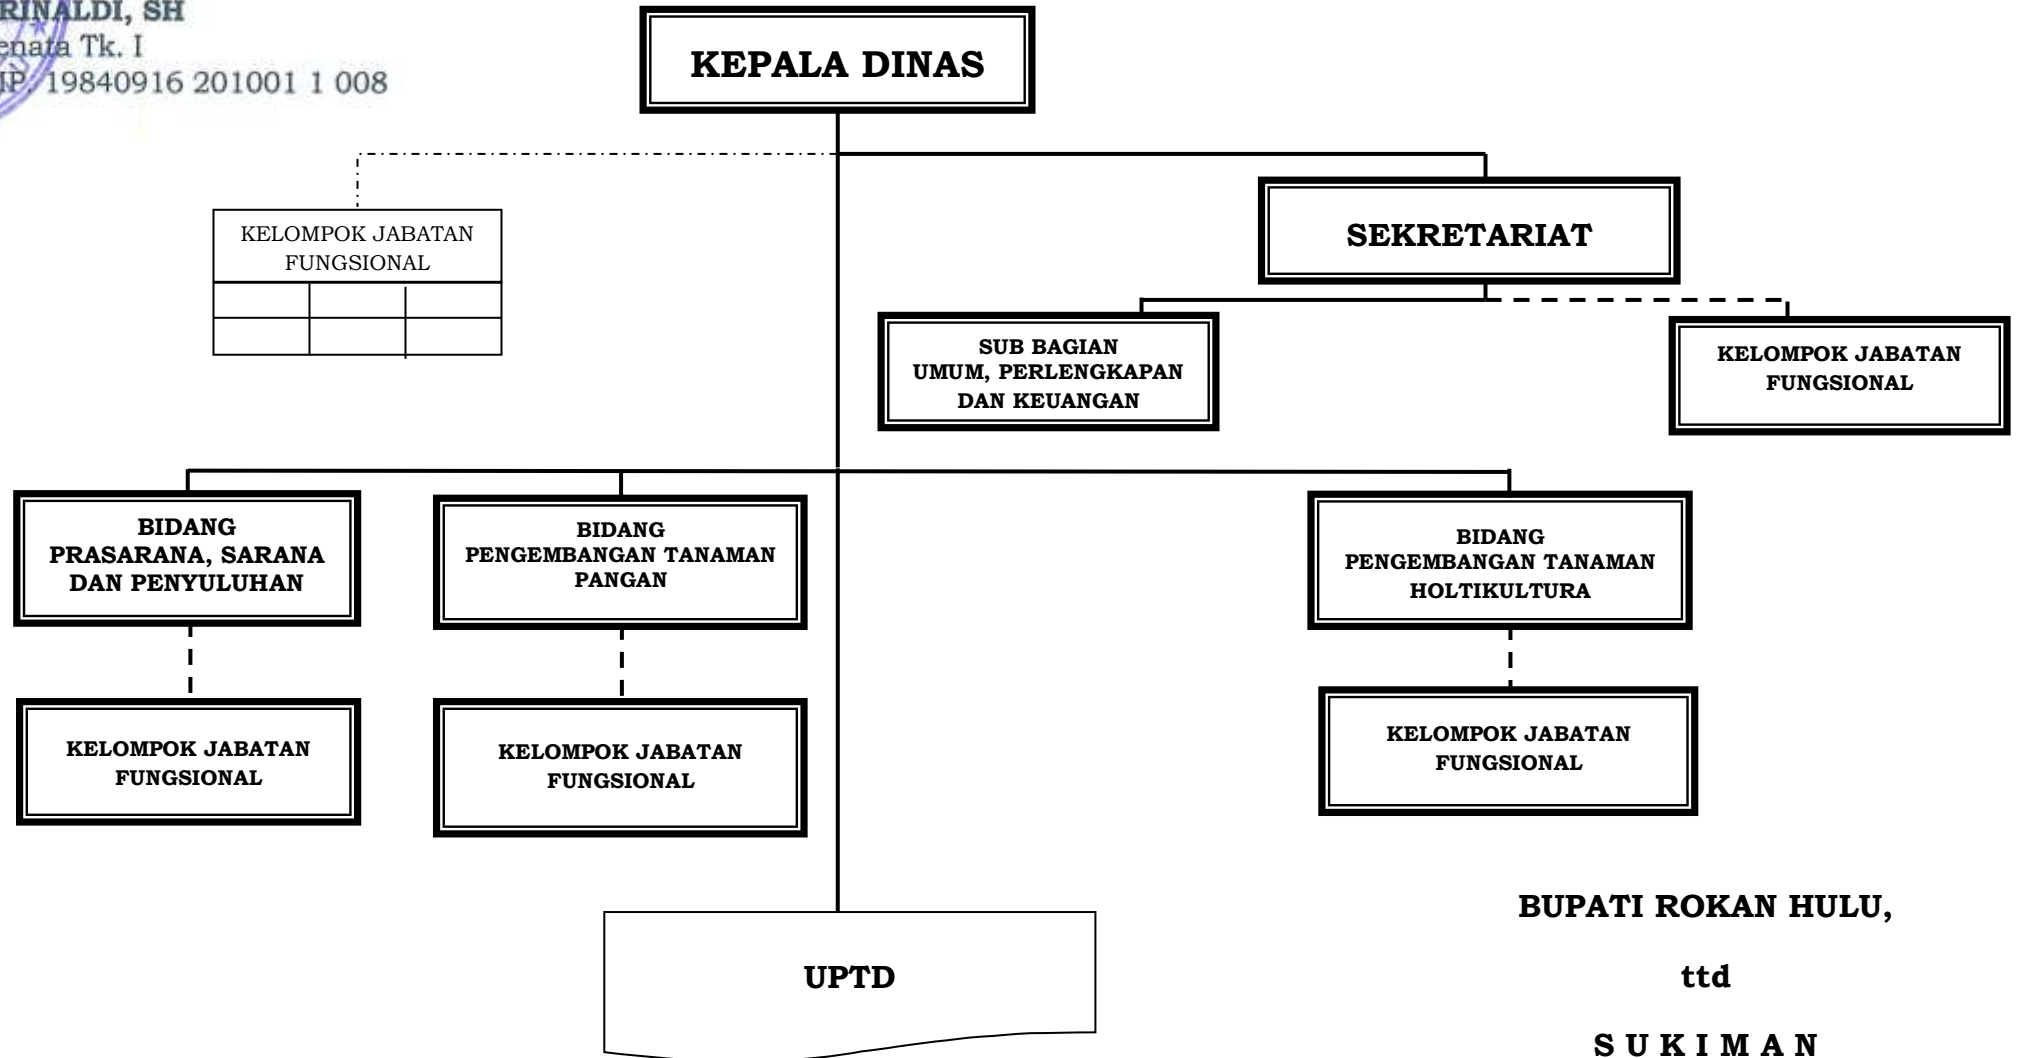 RINALDI, SH
Tk. I
19840916 201001 1 008
KEPALA DINAS
KELOMPOK JABATAN
FUNGSIONAL
SEKRETARIAT
SUB BAGIAN
UMUM, PERLENGKAPAN
DAN KEUANGAN
KELOMPOK JABATAN
FUNGSIONAL
BIDANG
PRASARANA, SARANA
DAN PENYULUHAN
BIDANG
PENGEMBANGAN TANAMAN
PANGAN
BIDANG
PENGEMBANGAN TANAMAN
HOLTIKULTURA
KELOMPOK JABATAN
FUNGSIONAL
KELOMPOK JABATAN
FUNGSIONAL
KELOMPOK JABATAN
FUNGSIONAL
UPTD
BUPATI ROKAN HULU,
ttd
S U K I M A N